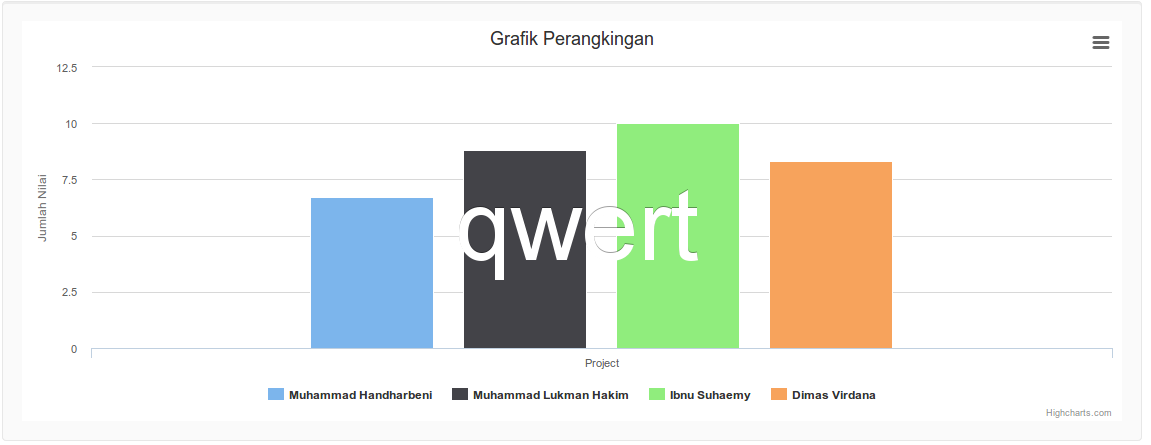 Grafik Perangkingan
12.5
10
7.5
5
2.5
0
Jumlah Nilai
qwert
Project
Muhammad Handharbeni Muhammad Lukman Hakim Ibnu Suhaemy Dimas Virdana
Highcharts.com